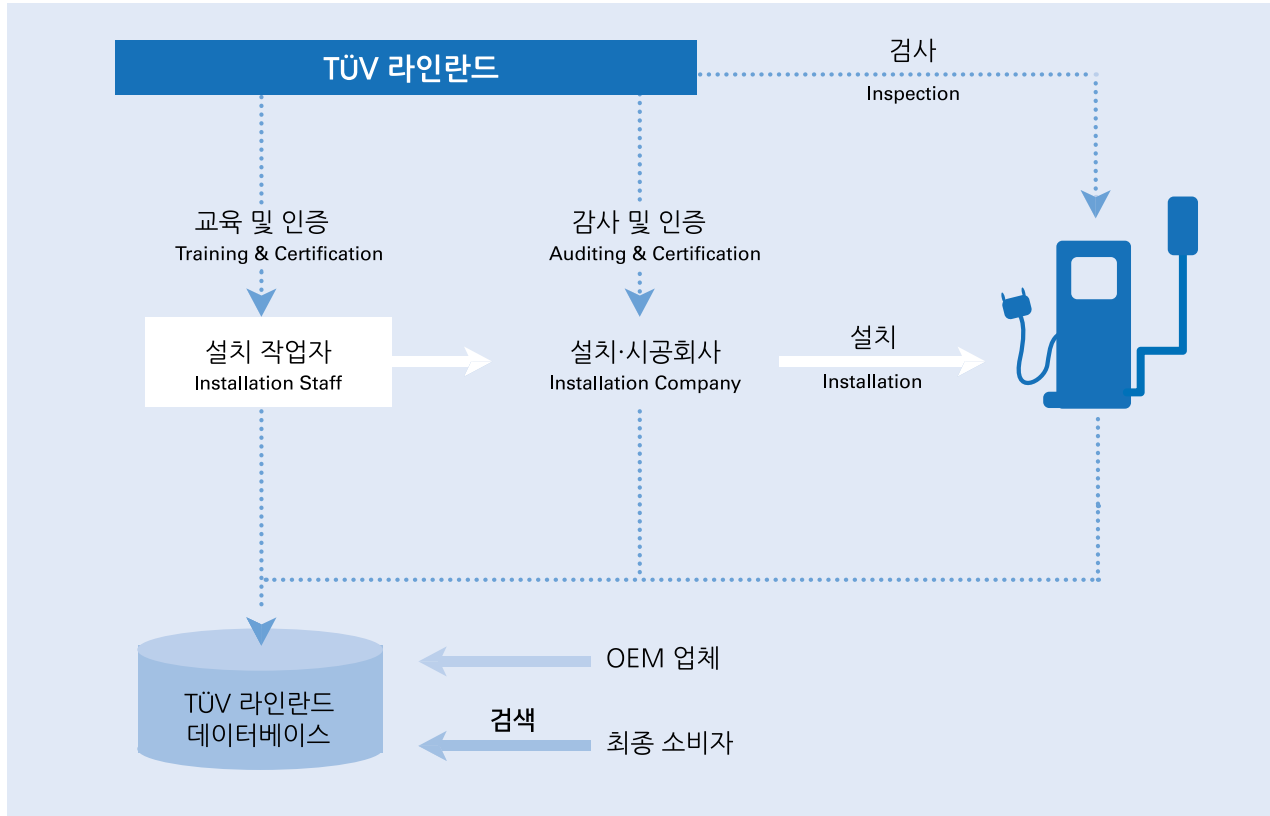 TÜV 라인란드
검사
Inspection
교육 및 인증
Training & Certification
감사 및 인증
Auditing & Certification
설치 작업자
Installation Staff
설치·시공회사
Installation Company
설치
Installation
TÜV 라인란드
데이터베이스
OEM 업체
검색
최종 소비자